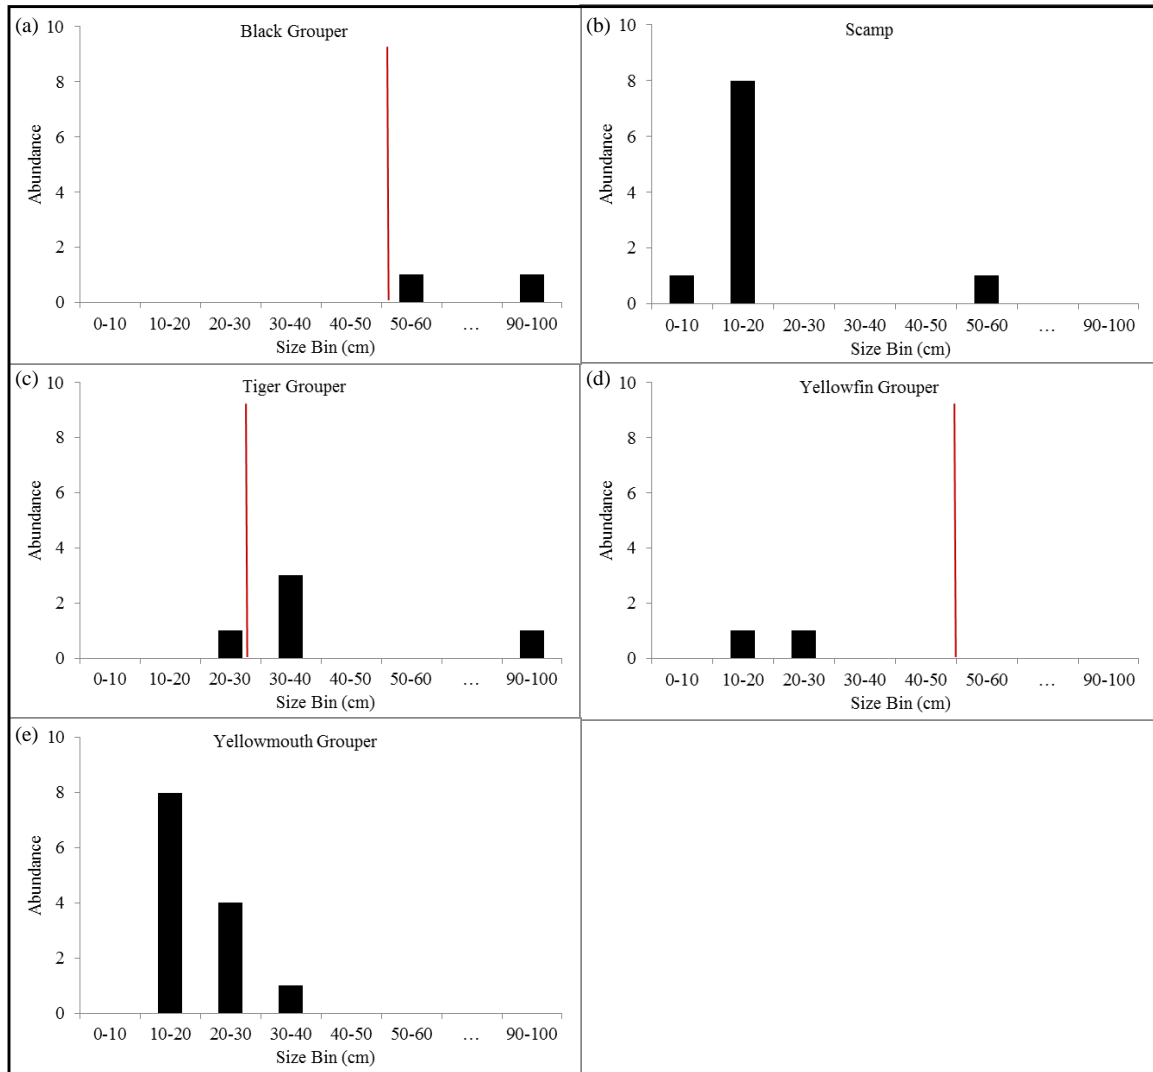 (a) Black Grouper
10
8
6
4
2
0
Abundance
0-10 10-20 20-30 30-40 40-50 50-60 … 90-100
Size Bin (cm)
(b) Scamp
10
8
6
4
2
0
Abundance
0-10 10-20 20-30 30-40 40-50 50-60 … 90-100
Size Bin (cm)
(c) Tiger Grouper
10
8
6
4
2
0
Abundance
0-10 10-20 20-30 30-40 40-50 50-60 … 90-100
Size Bin (cm)
(d) Yellowfin Grouper
10
8
6
4
2
0
Abundance
0-10 10-20 20-30 30-40 40-50 50-60 … 90-100
Size Bin (cm)
(e) Yellowmouth Grouper
10
8
6
4
2
0
Abundance
0-10 10-20 20-30 30-40 40-50 50-60 … 90-100
Size Bin (cm)